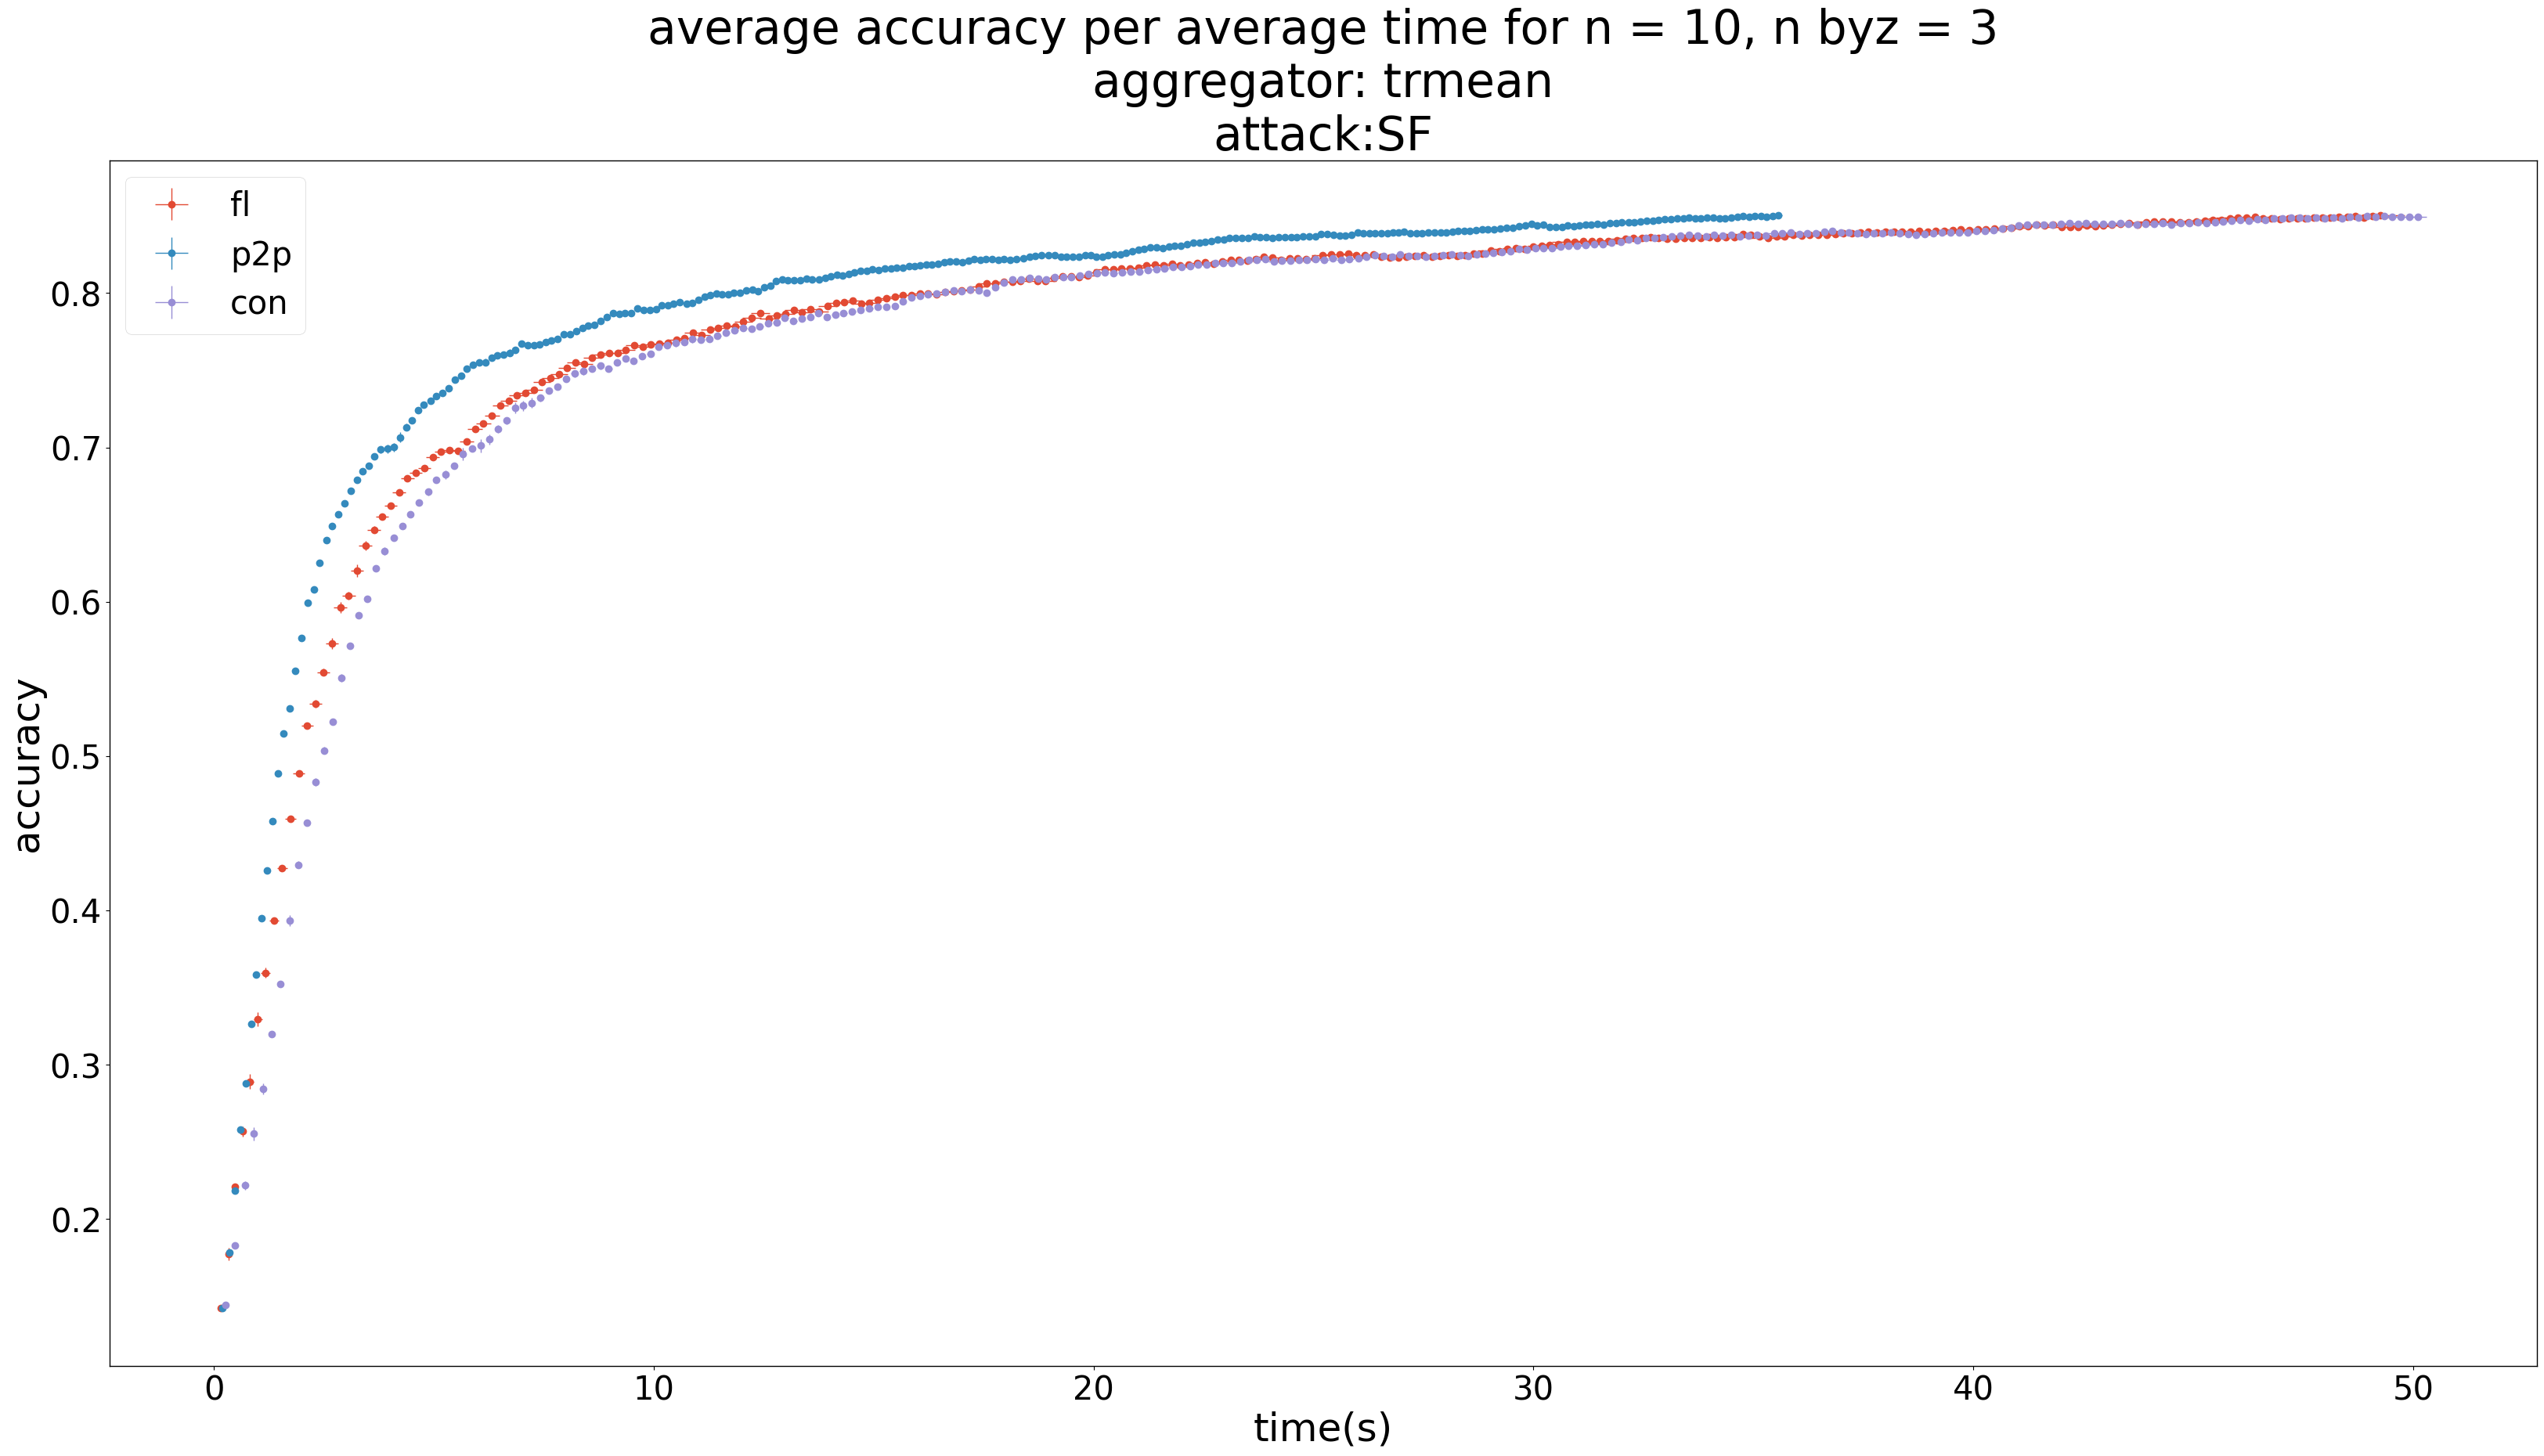 average accuracy per average time for n = 10, n byz = 3
aggregator: trmean
attack:SF
fl
p2p
con
accuracy
0.8
0.7
0.6
0.5
0.4
0.3
0.2
0 10 20 30 40 50
time(s)